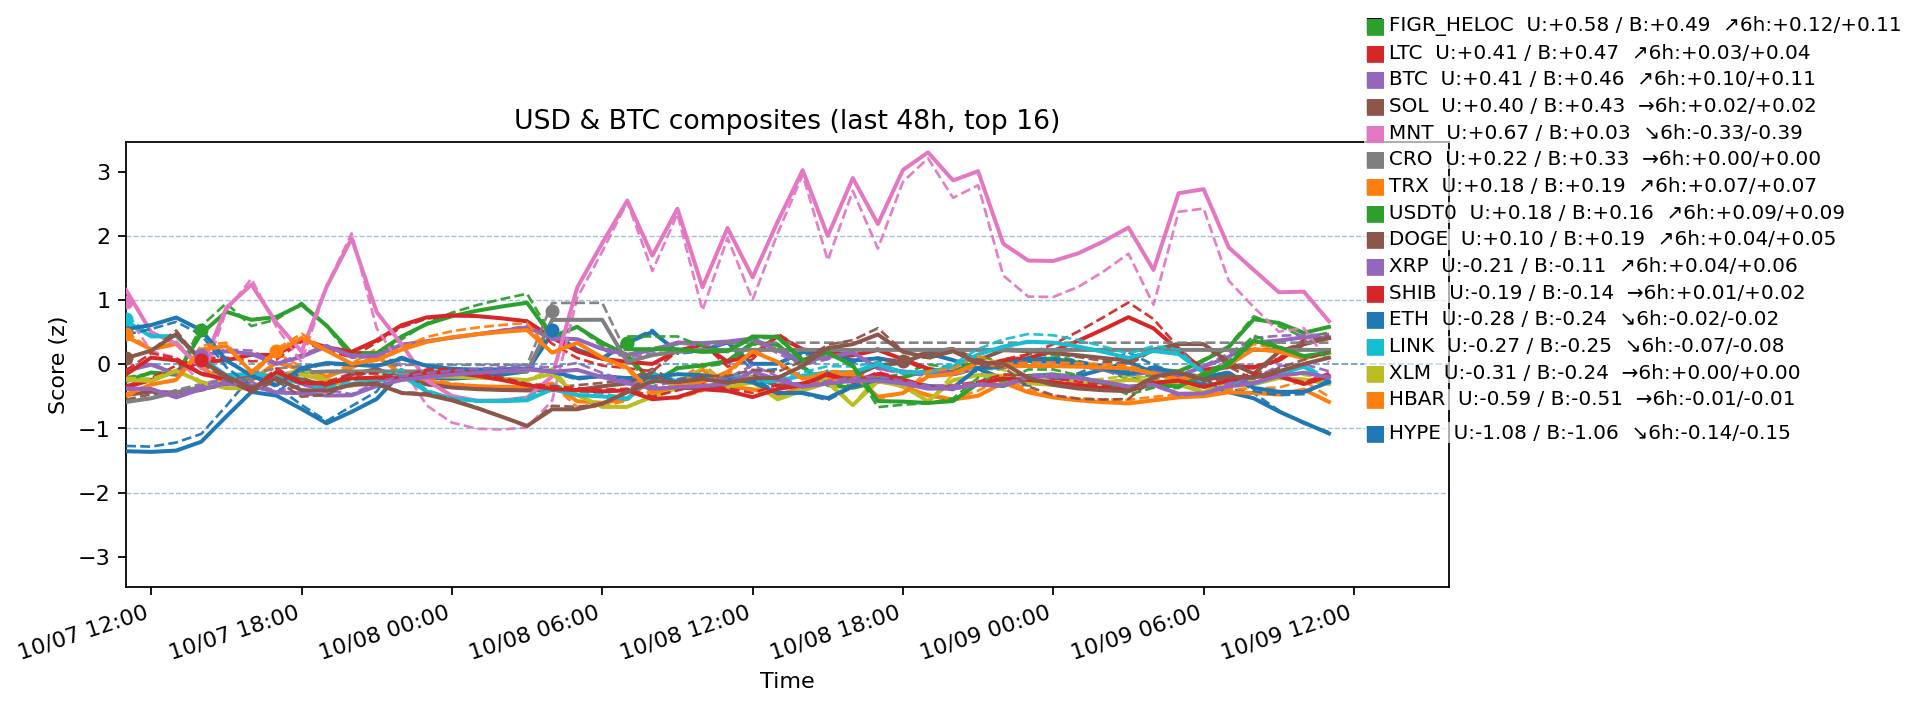 USD & BTC composites (last 48h, top 16)
FIGR_HELOC U:+0.58 / B:+0.49 ↗6h:+0.12/+0.11
LTC U:+0.41 / B:+0.47 ↗6h:+0.03/+0.04
BTC U:+0.41 / B:+0.46 ↗6h:+0.10/+0.11
SOL U:+0.40 / B:+0.43 →6h:+0.02/+0.02
MNT U:+0.67 / B:+0.03 ↘6h:-0.33/-0.39
CRO U:+0.22 / B:+0.33 →6h:+0.00/+0.00
TRX U:+0.18 / B:+0.19 ↗6h:+0.07/+0.07
USDT0 U:+0.18 / B:+0.16 ↗6h:+0.09/+0.09
DOGE U:+0.10 / B:+0.19 ↗6h:+0.04/+0.05
XRP U:-0.21 / B:-0.11 ↗6h:+0.04/+0.06
SHIB U:-0.19 / B:-0.14 →6h:+0.01/+0.02
ETH U:-0.28 / B:-0.24 ↘6h:-0.02/-0.02
LINK U:-0.27 / B:-0.25 ↘6h:-0.07/-0.08
XLM U:-0.31 / B:-0.24 →6h:+0.00/+0.00
HBAR U:-0.59 / B:-0.51 →6h:-0.01/-0.01
HYPE U:-1.08 / B:-1.06 ↘6h:-0.14/-0.15
Score (z)
3
2
1
0
−1
−2
−3
10/07 12:00
10/07 18:00
10/08 00:00
10/08 06:00
10/08 12:00
10/08 18:00
10/09 00:00
10/09 06:00
10/09 12:00
Time